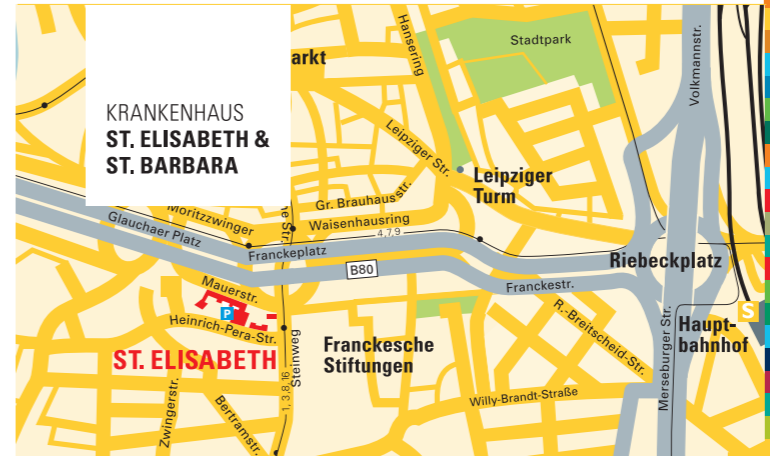 Hansering
Stadtpark
Volkmannstr.
arkt
KRANKENHAUS
ST. ELISABETH &
ST. BARBARA
Leipziger Str.
Leipziger
Turm
Gr. Brauhausstr.
Moritzzwinger
Waisenhausring
e Str.
Glauchaer Platz
4,7,9
Franckeplatz
B80
Riebeckplatz
Mauerstr.
Franckestr.
P
Heinrich-Pera-Str.
R.-Breitscheid-Str.
S
Haupt-
bahnhof
ST. ELISABETH
Franckesche
Stiftungen
Steinweg
1, 3,8,16
Merseburger Str.
Zwingerstr.
Bertramstr.
Willy-Brandt-Straße